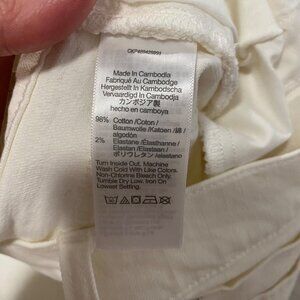 Made In Cambodia
Fabriqué Au Cambodge
Hergestellt In Kambodscha
Vervaardigd In Cambodja
カンボジア製
hecho en camboya
98% Cotton /Coton /
Baumwolle /Katoen /綿 /
algodón
2% Elastane /Élasthanne /
Elastan /Elastaan /
ポリウレタン /elastano
Turn Inside Out. Machine
Wash Cold With Like Colors.
Non-Chlorine Bleach Only.
Tumble Dry Low. Iron On
Lowest Setting.